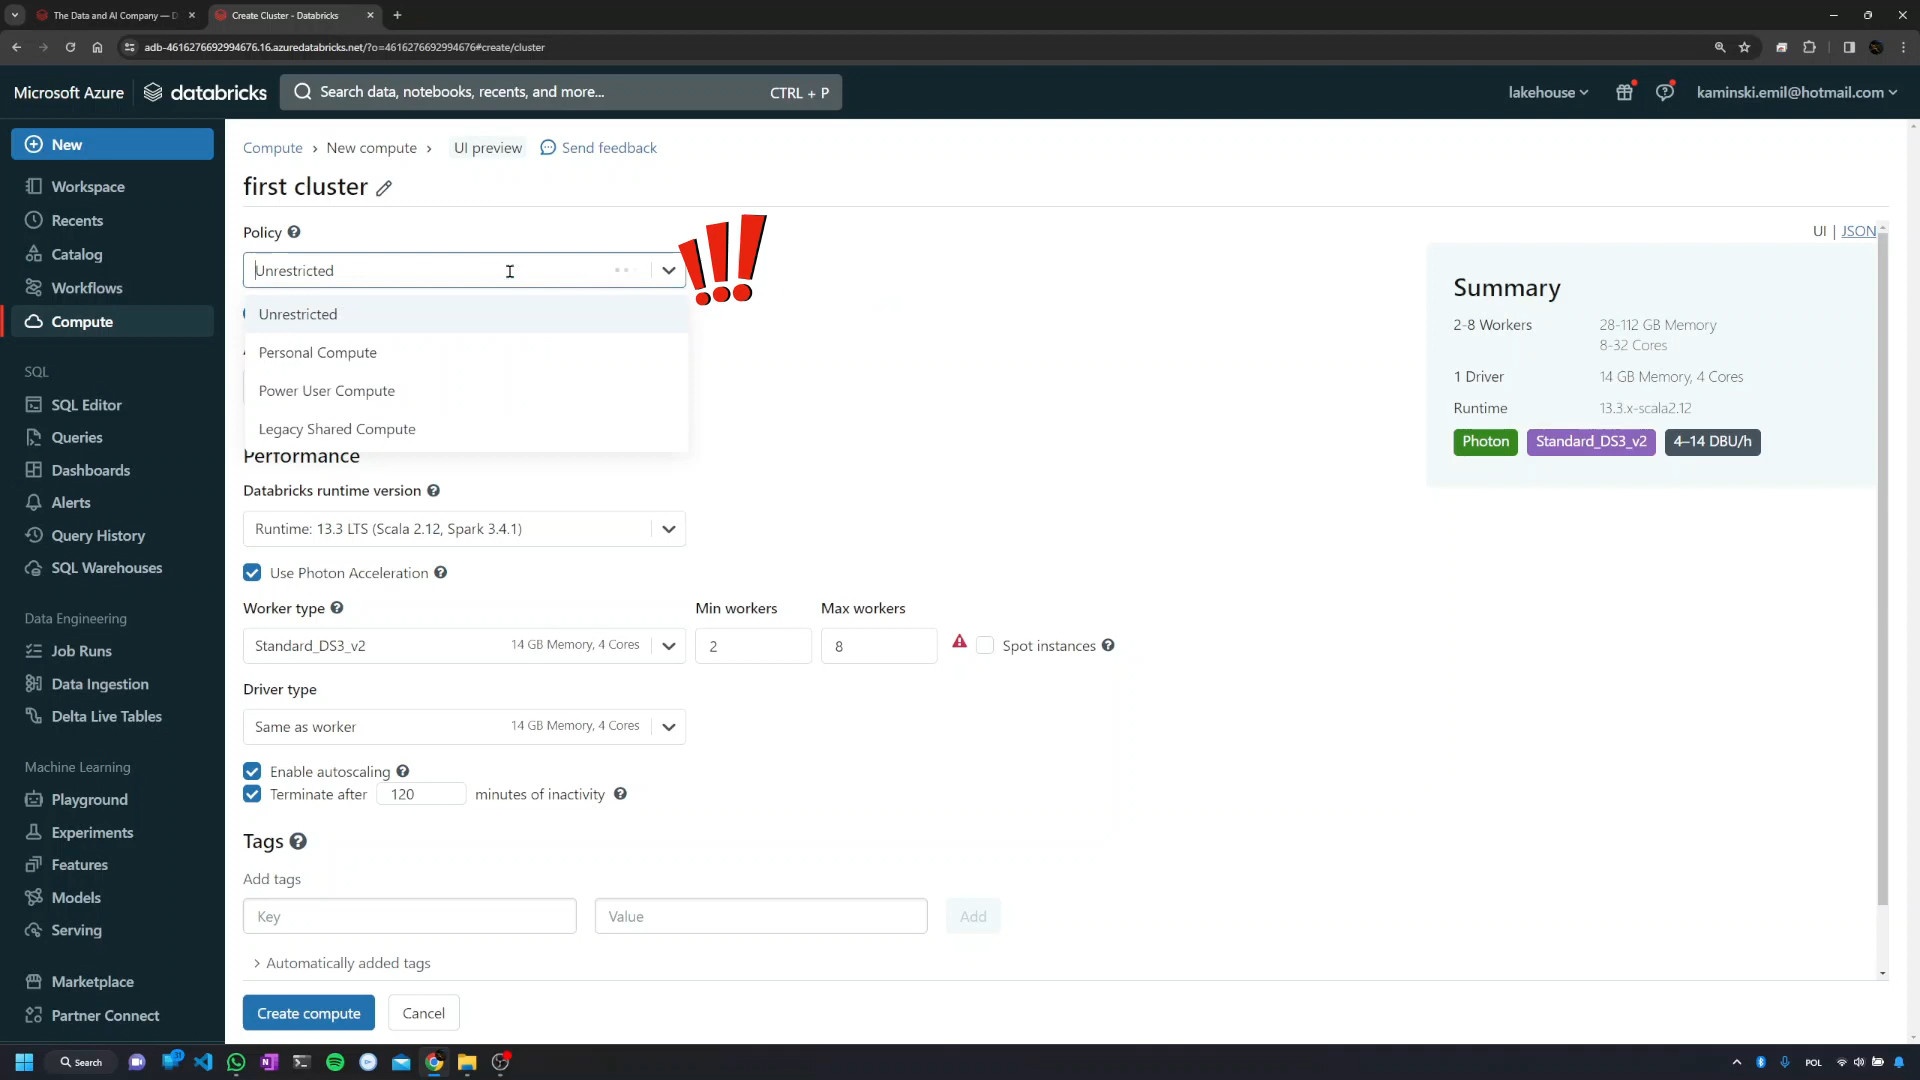 The Data and AI Company — D
Create Cluster - Databricks
adb-4616276692994676.16.azuredatabricks.net/?o=4616276692994676#create/cluster
Microsoft Azure
databricks
Search data, notebooks, recents, and more...
CTRL + P
lakehouse
kaminski.emil@hotmail.com
New
Workspace
Recents
Catalog
Workflows
Compute
SQL
SQL Editor
Queries
Dashboards
Alerts
Query History
SQL Warehouses
Data Engineering
Job Runs
Data Ingestion
Delta Live Tables
Machine Learning
Playground
Experiments
Features
Models
Serving
Marketplace
Partner Connect
Compute › New compute › UI preview Send feedback
first cluster
Policy
Unrestricted
!!!
Unrestricted
Personal Compute
Power User Compute
Legacy Shared Compute
Performance
Databricks runtime version
Runtime: 13.3 LTS (Scala 2.12, Spark 3.4.1)
Use Photon Acceleration
Worker type Min workers Max workers
Standard_DS3_v2 14 GB Memory, 4 Cores 2 8 Spot instances
Driver type
Same as worker 14 GB Memory, 4 Cores
Enable autoscaling
Terminate after 120 minutes of inactivity
Tags
Add tags
Key Value Add
Automatically added tags
Create compute Cancel
UI | JSON
Summary
2-8 Workers 28-112 GB Memory
8-32 Cores
1 Driver 14 GB Memory, 4 Cores
Runtime 13.3.x-scala2.12
Photon Standard_DS3_v2 4–14 DBU/h
Search
POL